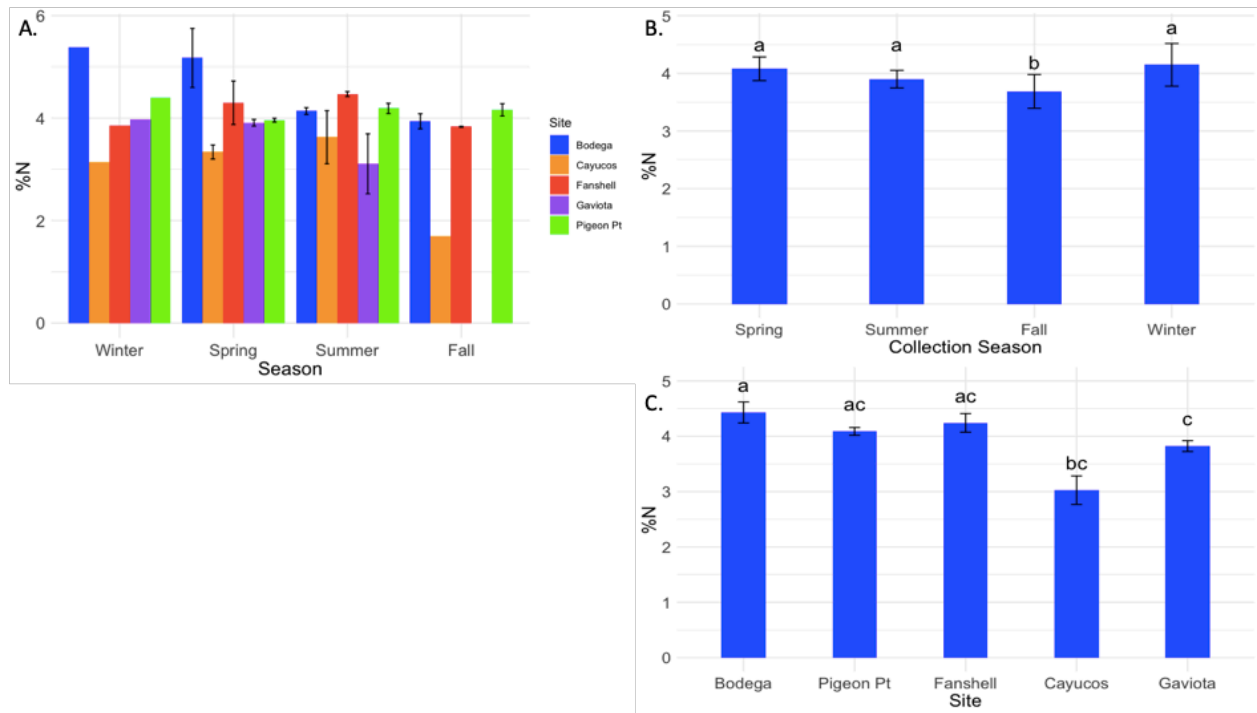 A.
6
4
2
0
%N
Winter Spring Summer Fall
Season
Site
Bodega
Cayucos
Fanshell
Gaviota
Pigeon Pt
B.
5
4
3
2
1
0
%N
a a b a
Spring Summer Fall Winter
Collection Season
C.
5
4
3
2
1
0
%N
a ac ac bc c
Bodega Pigeon Pt Fanshell Cayucos Gaviota
Site